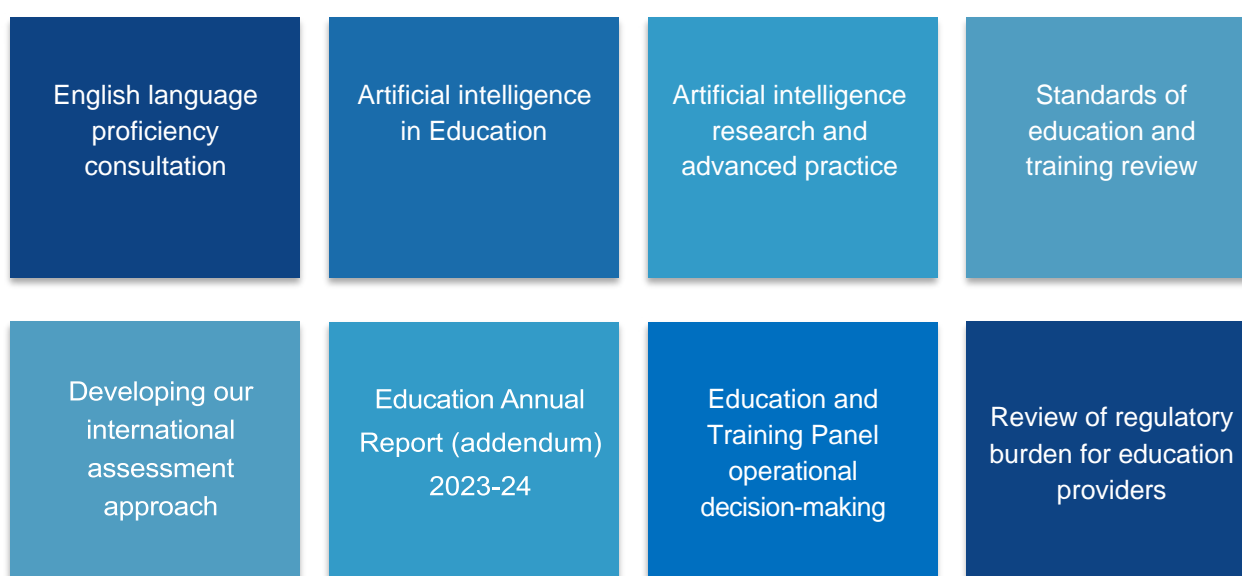 English language
proficiency
consultation
Artificial intelligence
in Education
Artificial intelligence
research and
advanced practice
Standards of
education and
training review
Developing our
international
assessment
approach
Education Annual
Report (addendum)
2023-24
Education and
Training Panel
operational
decision-making
Review of regulatory
burden for education
providers